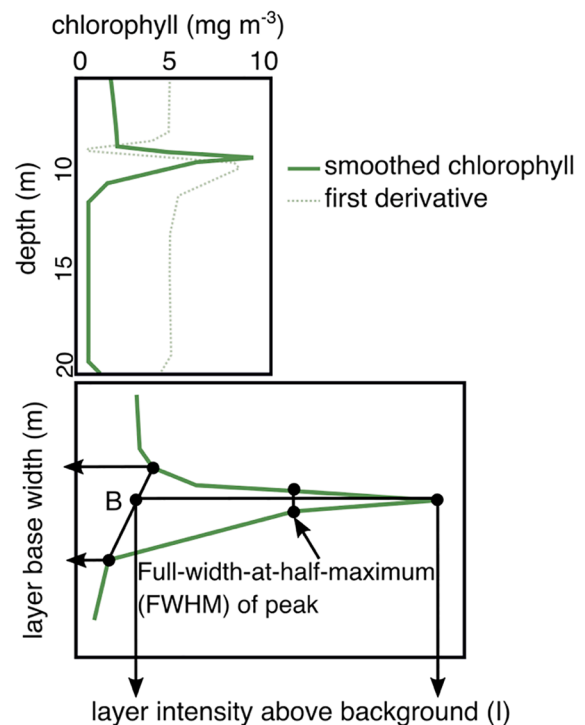 chlorophyll (mg m-3)
0 5 10
depth (m)
10
15
20
smoothed chlorophyll
first derivative
layer base width (m)
B
Full-width-at-half-maximum
(FWHM) of peak
layer intensity above background (I)